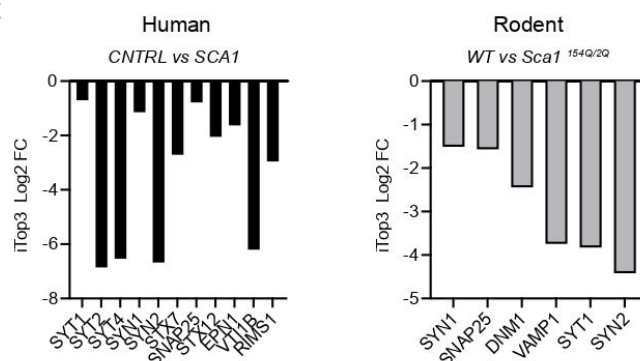 Human
CNTRL vs SCA1
iTop3 Log2 FC
0
-2
-4
-6
-8
SYT1
SYT2
SYT4
SYN1
SYN2
STX7
SNAP25
STX12
EPN1
VTI1B
RIMS1
Rodent
WT vs Sca1 154Q/2Q
iTop3 Log2 FC
0
-1
-2
-3
-4
-5
SYN1
SNAP25
DNM1
VAMP1
SYT1
SYN2